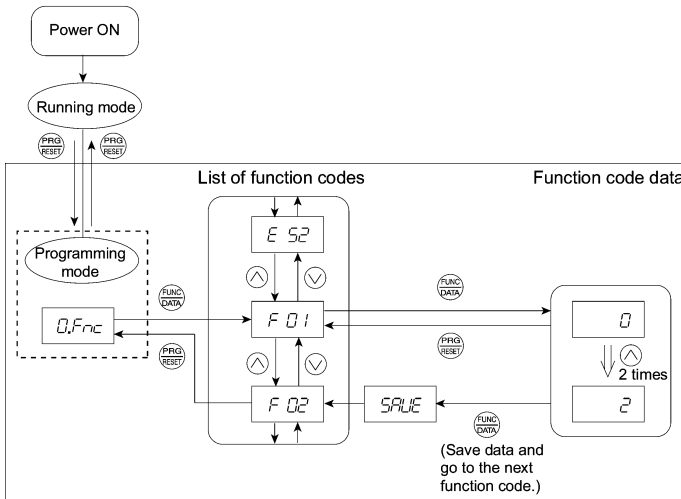 Power ON
Running mode
PRG
RESET
PRG
RESET
List of function codes
Function code data
E 52
Programming
mode
FUNC
DATA
FUNC
DATA
0.Fnc
F 01
0
PRG
RESET
PRG
RESET
2 times
F 02
SAVE
2
FUNC
DATA
(Save data and
go to the next
function code.)